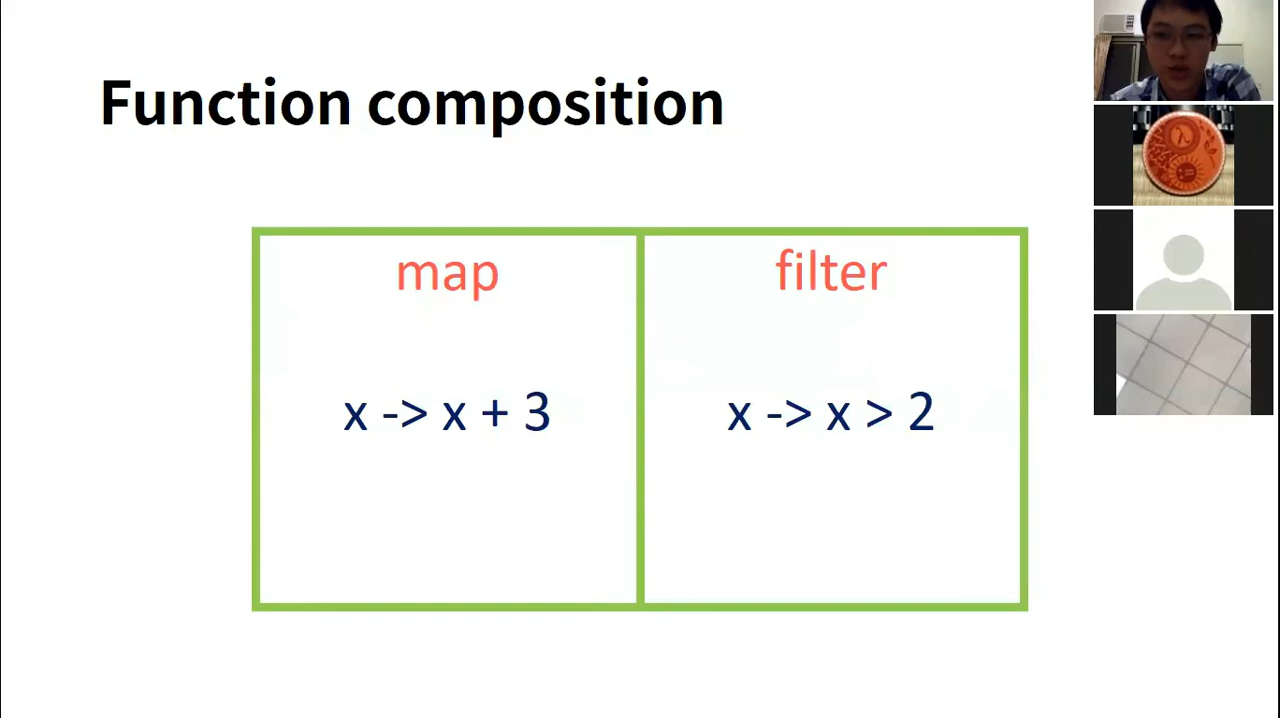 Function composition
map
filter
x -> x + 3
x -> x > 2
λ